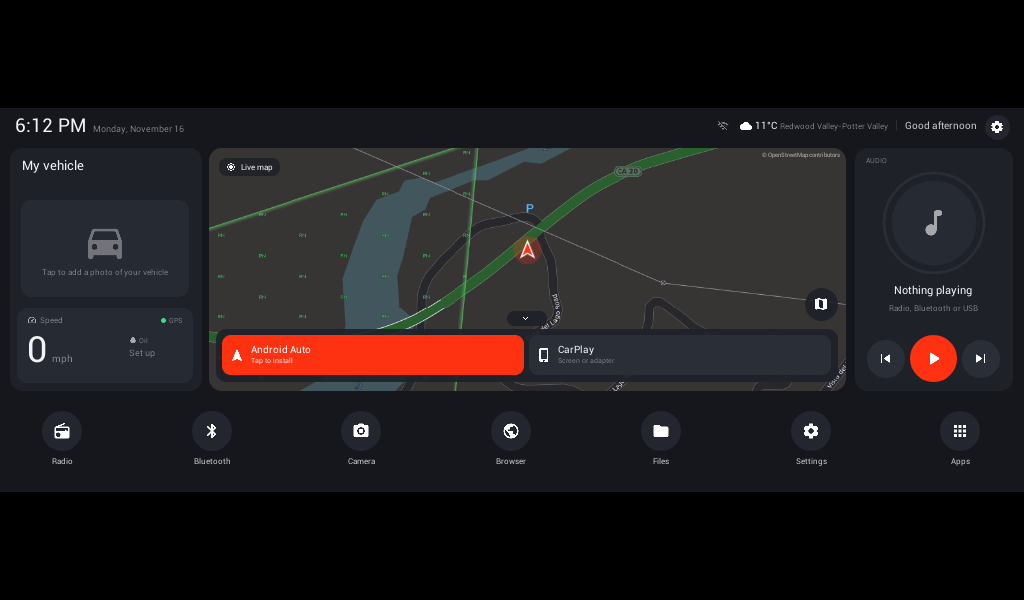 6:12 PM Monday, November 16
11°C Redwood Valley-Potter Valley Good afternoon
My vehicle
Tap to add a photo of your vehicle
Speed GPS
0 mph
Oil
Set up
Live map
© OpenStreetMap contributors
CA 20
P
Android Auto
Tap to install
CarPlay
Screen or adapter
AUDIO
Nothing playing
Radio, Bluetooth or USB
Radio
Bluetooth
Camera
Browser
Files
Settings
Apps